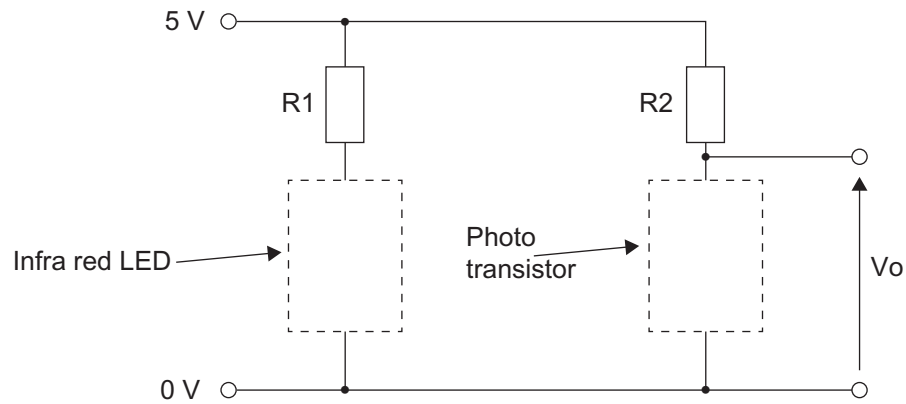 5 V
R1
R2
Infra red LED
Photo
transistor
Vo
0 V